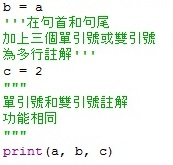 b = a
'''在句首和句尾
加上三個單引號或雙引號
為多行註解'''
c = 2
"""
單引號和雙引號註解
功能相同
"""
print(a, b, c)